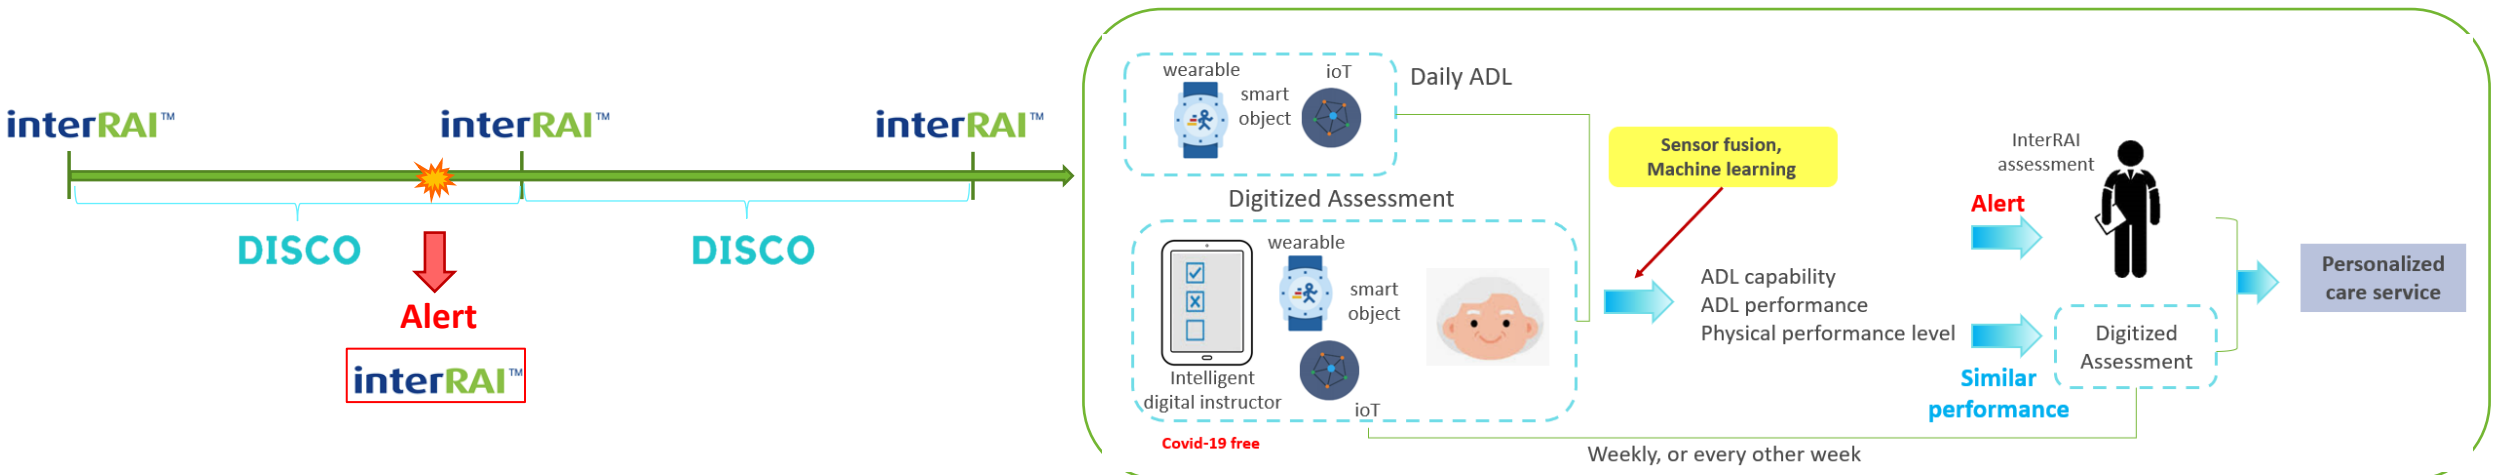 interRAI™
interRAI™
interRAI™
DISCO
DISCO
Alert
interRAI™
wearable
smart
object
ioT
Daily ADL
Digitized Assessment
wearable
smart
object
ioT
Intelligent
digital instructor
Covid-19 free
Sensor fusion,
Machine learning
ADL capability
ADL performance
Physical performance level
InterRAI
assessment
Alert
Similar
performance
Digitized
Assessment
Weekly, or every other week
Personalized
care service